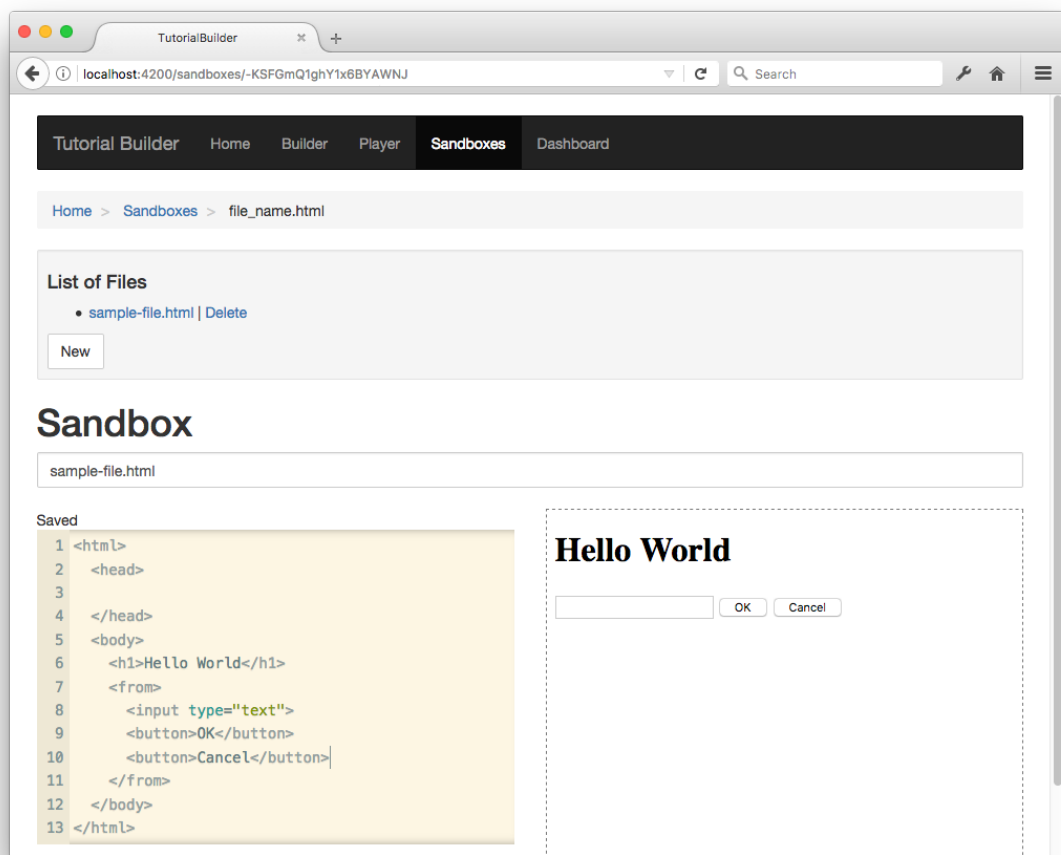 TutorialBuilder
localhost:4200/sandboxes/-KSFGmQ1ghY1x6BYAWNJ Search
Tutorial Builder Home Builder Player Sandboxes Dashboard
Home > Sandboxes > file_name.html
List of Files
• sample-file.html | Delete
New
Sandbox
sample-file.html
Saved
1 <html>
2 <head>
3
4 </head>
5 <body>
6 <h1>Hello World</h1>
7 <from>
8 <input type="text">
9 <button>OK</button>
10 <button>Cancel</button>
11 </from>
12 </body>
13 </html>
Hello World
OK Cancel